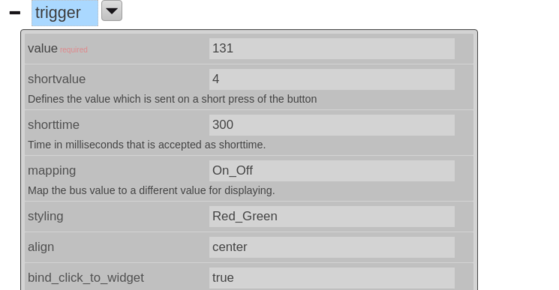 trigger
value required 131
shortvalue 4
Defines the value which is sent on a short press of the button
shorttime 300
Time in milliseconds that is accepted as shorttime.
mapping On_Off
Map the bus value to a different value for displaying.
styling Red_Green
align center
bind_click_to_widget true